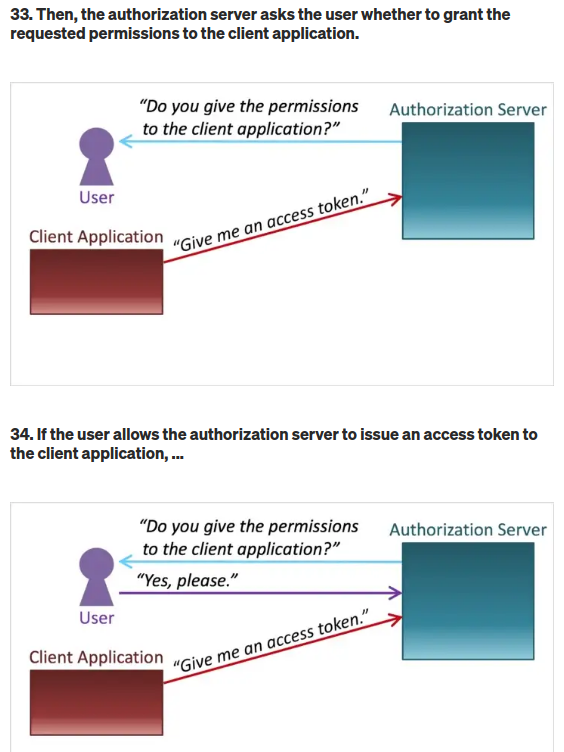 33. Then, the authorization server asks the user whether to grant the
requested permissions to the client application.
“Do you give the permissions
to the client application?”
Authorization Server
User
Client Application
“Give me an access token.”
34. If the user allows the authorization server to issue an access token to
the client application, ...
“Do you give the permissions
to the client application?”
Authorization Server
“Yes, please.”
User
Client Application
“Give me an access token.”